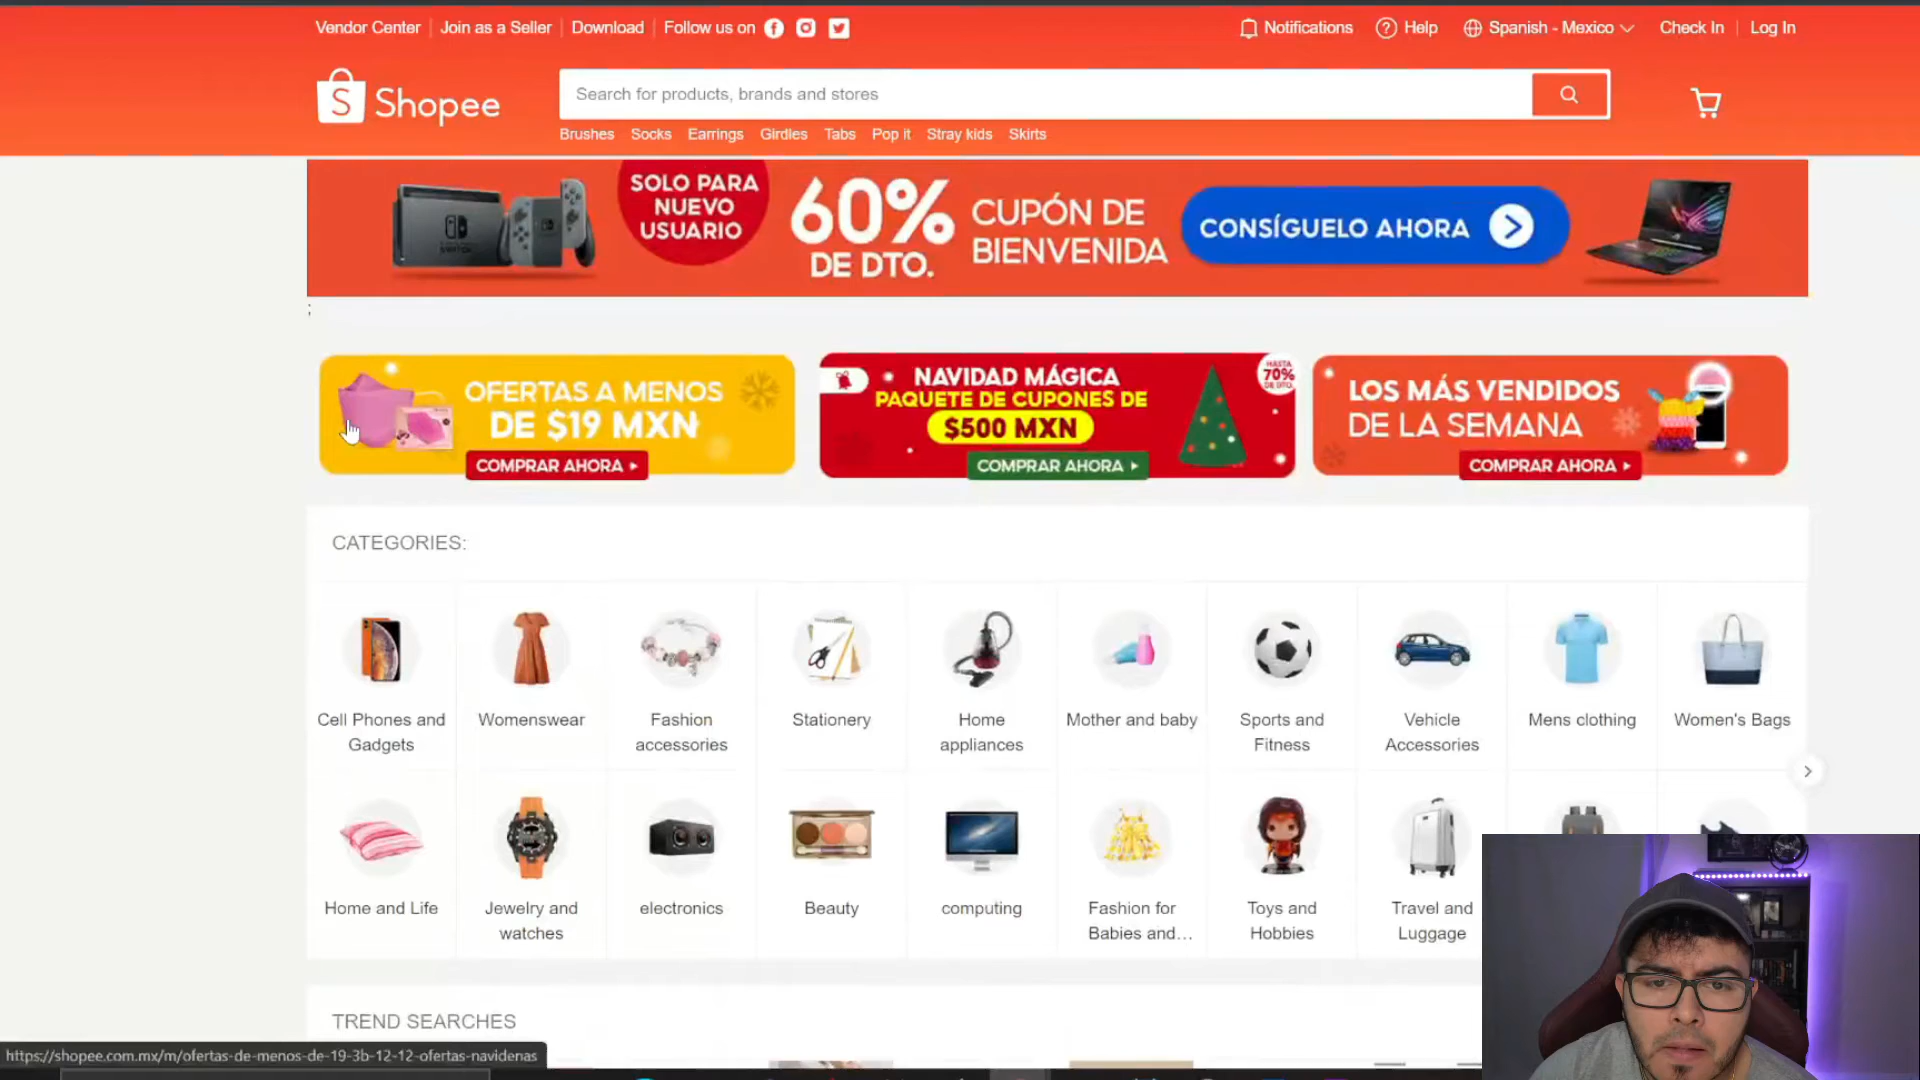 Vendor Center
Join as a Seller
Download
Follow us on
Notifications
Help
Spanish - Mexico
Check In
Log In
Shopee
Search for products, brands and stores
Brushes
Socks
Earrings
Girdles
Tabs
Pop it
Stray kids
Skirts
SOLO PARA
NUEVO
USUARIO
60%
DE DTO.
CUPÓN DE
BIENVENIDA
CONSÍGUELO AHORA
;
OFERTAS A MENOS
DE $19 MXN
COMPRAR AHORA
NAVIDAD MÁGICA
PAQUETE DE CUPONES DE
$500 MXN
COMPRAR AHORA
HASTA
70%
DE DTO.
LOS MÁS VENDIDOS
DE LA SEMANA
COMPRAR AHORA
CATEGORIES:
Cell Phones and
Gadgets
Womenswear
Fashion
accessories
Stationery
Home
appliances
Mother and baby
Sports and
Fitness
Vehicle
Accessories
Mens clothing
Women's Bags
Home and Life
Jewelry and
watches
electronics
Beauty
computing
Fashion for
Babies and...
Toys and
Hobbies
Travel and
Luggage
TREND SEARCHES
https://shopee.com.mx/m/ofertas-de-menos-de-19-3b-12-12-ofertas-navidenas